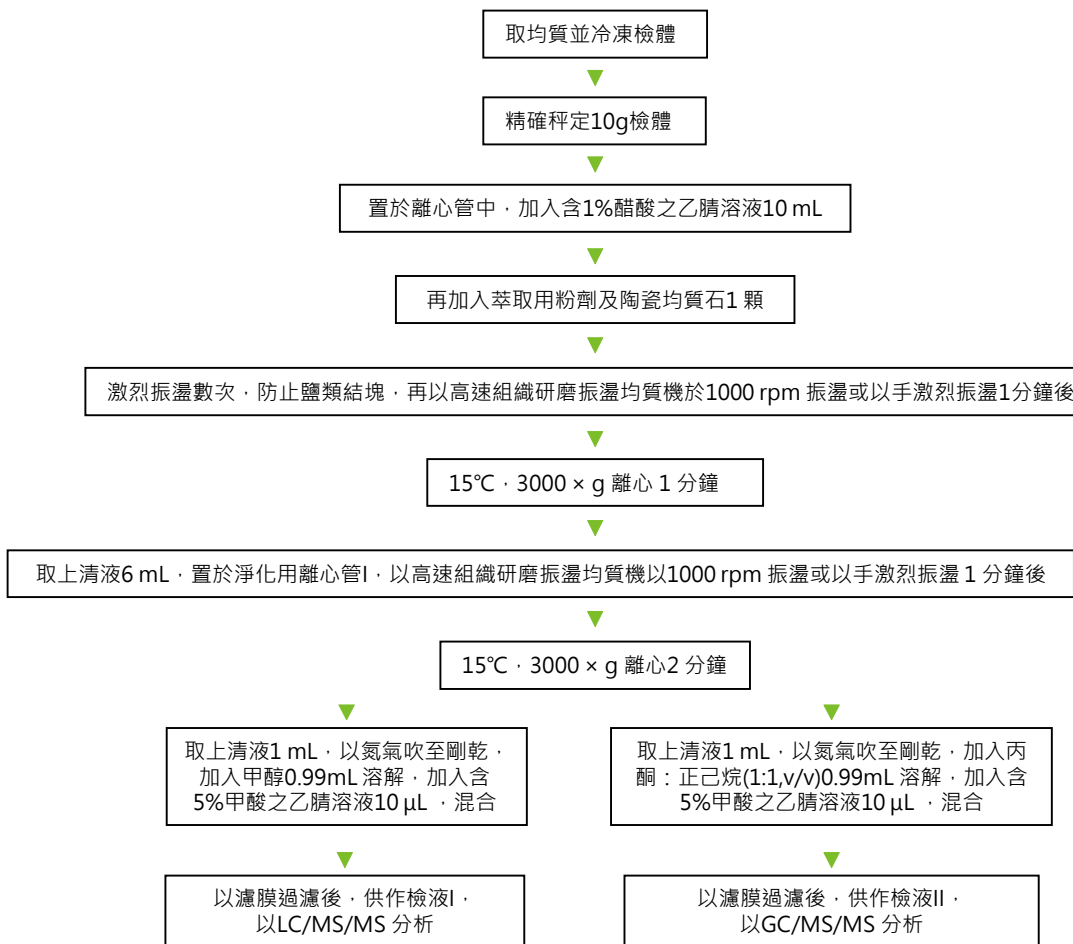 取均質並冷凍檢體
精確秤定10g檢體
置於離心管中，加入含1%醋酸之乙腈溶液10 mL
再加入萃取用粉劑及陶瓷均質石1 顆
激烈振盪數次，防止鹽類結塊，再以高速組織研磨振盪均質機於1000 rpm 振盪或以手激烈振盪1分鐘後
15℃，3000 × g 離心 1 分鐘
取上清液6 mL，置於淨化用離心管I，以高速組織研磨振盪均質機以1000 rpm 振盪或以手激烈振盪 1 分鐘後
15℃，3000 × g 離心2 分鐘
取上清液1 mL，以氮氣吹至剛乾，
加入甲醇0.99mL 溶解，加入含
5%甲酸之乙腈溶液10 µL ，混合
取上清液1 mL，以氮氣吹至剛乾，加入丙
酮：正己烷(1:1,v/v)0.99mL 溶解，加入含
5%甲酸之乙腈溶液10 µL ，混合
以濾膜過濾後，供作檢液I，
以LC/MS/MS 分析
以濾膜過濾後，供作檢液II，
以GC/MS/MS 分析